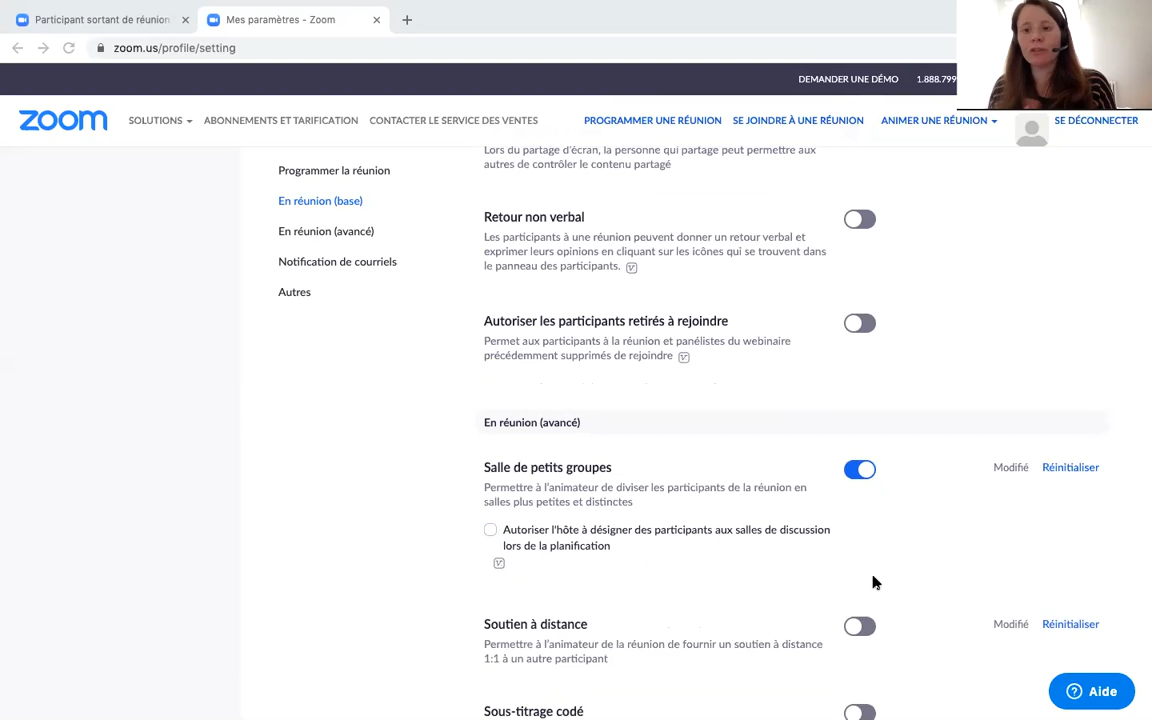 Participant sortant de réunion
Mes paramètres - Zoom
zoom.us/profile/setting
DEMANDER UNE DÉMO
1.888.799
zoom
SOLUTIONS
ABONNEMENTS ET TARIFICATION
CONTACTER LE SERVICE DES VENTES
PROGRAMMER UNE RÉUNION
SE JOINDRE À UNE RÉUNION
ANIMER UNE RÉUNION
SE DÉCONNECTER
Programmer la réunion
En réunion (base)
En réunion (avancé)
Notification de courriels
Autres
Lors du partage d'écran, la personne qui partage peut permettre aux
autres de contrôler le contenu partagé
Retour non verbal
Les participants à une réunion peuvent donner un retour verbal et
exprimer leurs opinions en cliquant sur les icônes qui se trouvent dans
le panneau des participants.
Autoriser les participants retirés à rejoindre
Permet aux participants à la réunion et panélistes du webinaire
précédemment supprimés de rejoindre
En réunion (avancé)
Salle de petits groupes
Modifié
Réinitialiser
Permettre à l'animateur de diviser les participants de la réunion en
salles plus petites et distinctes
Autoriser l'hôte à désigner des participants aux salles de discussion
lors de la planification
Soutien à distance
Modifié
Réinitialiser
Permettre à l'animateur de la réunion de fournir un soutien à distance
1:1 à un autre participant
Sous-titrage codé
Aide